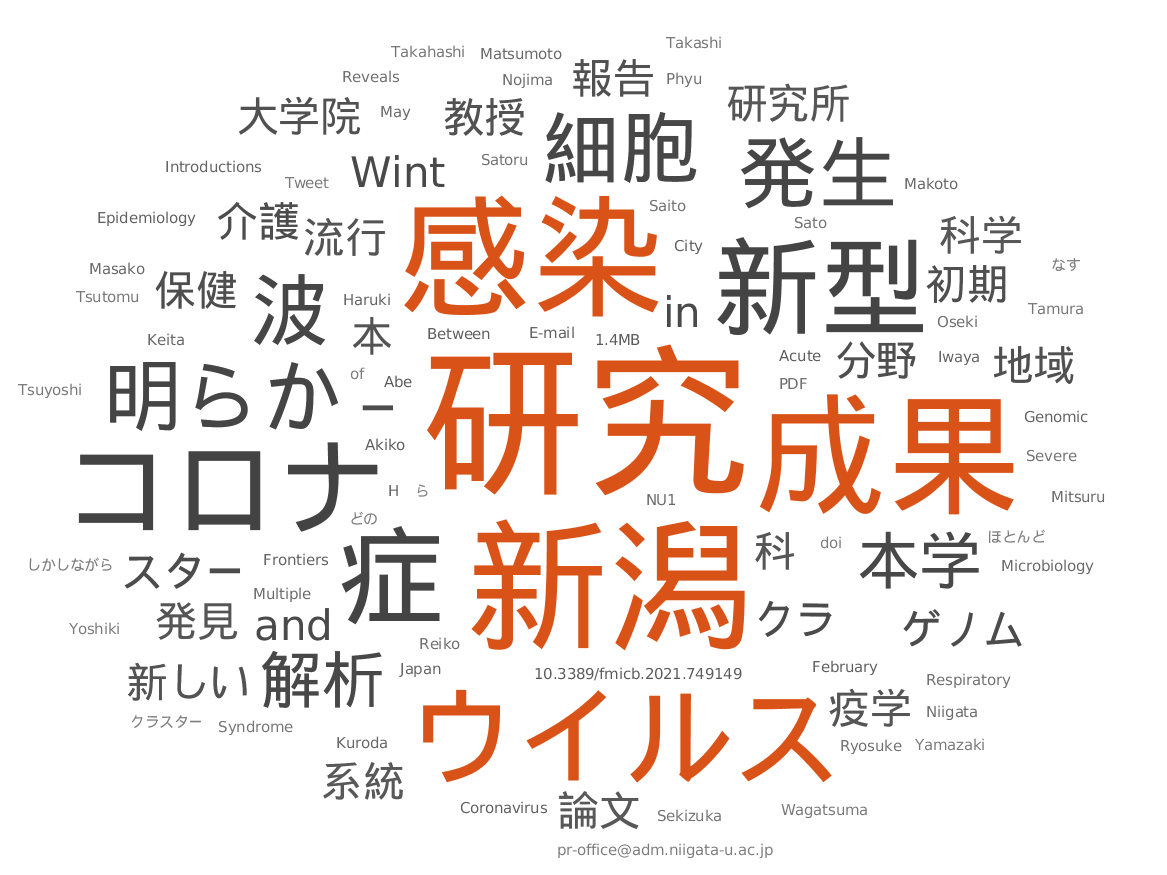 Takashi
Takahashi Matsumoto
Reveals Nojima 報告 Phyu
大学院 May 教授 研究所
Introductions Wint Satoru 細胞 発生
Tweet Makoto
Epidemiology 介護 流行 感染 Saito Sato 科学
City 新型
Masako 保健 波 Haruki in 初期 なす
Tsutomu Oseki Tamura
Keita 本 Between E-mail 1.4MB
Acute 分野 Iwaya 地域
Tsuyoshi 明らか of Abe 研究 PDF
– 成果 Genomic
コロナ Akiko Severe
H ら NU1 Mitsuru
どの
しかしながら スター Frontiers 症 新潟 科 doi 本学 ほとんど
Microbiology
Multiple
Yoshiki 発見 and クラ ゲノム
Reiko
新しい 解析 Japan 10.3389/fmicb.2021.749149 February Respiratory
クラスター Syndrome ウイルス 疫学 Niigata
Kuroda Ryosuke Yamazaki
系統
Coronavirus 論文 Sekizuka Wagatsuma
pr-office@adm.niigata-u.ac.jp